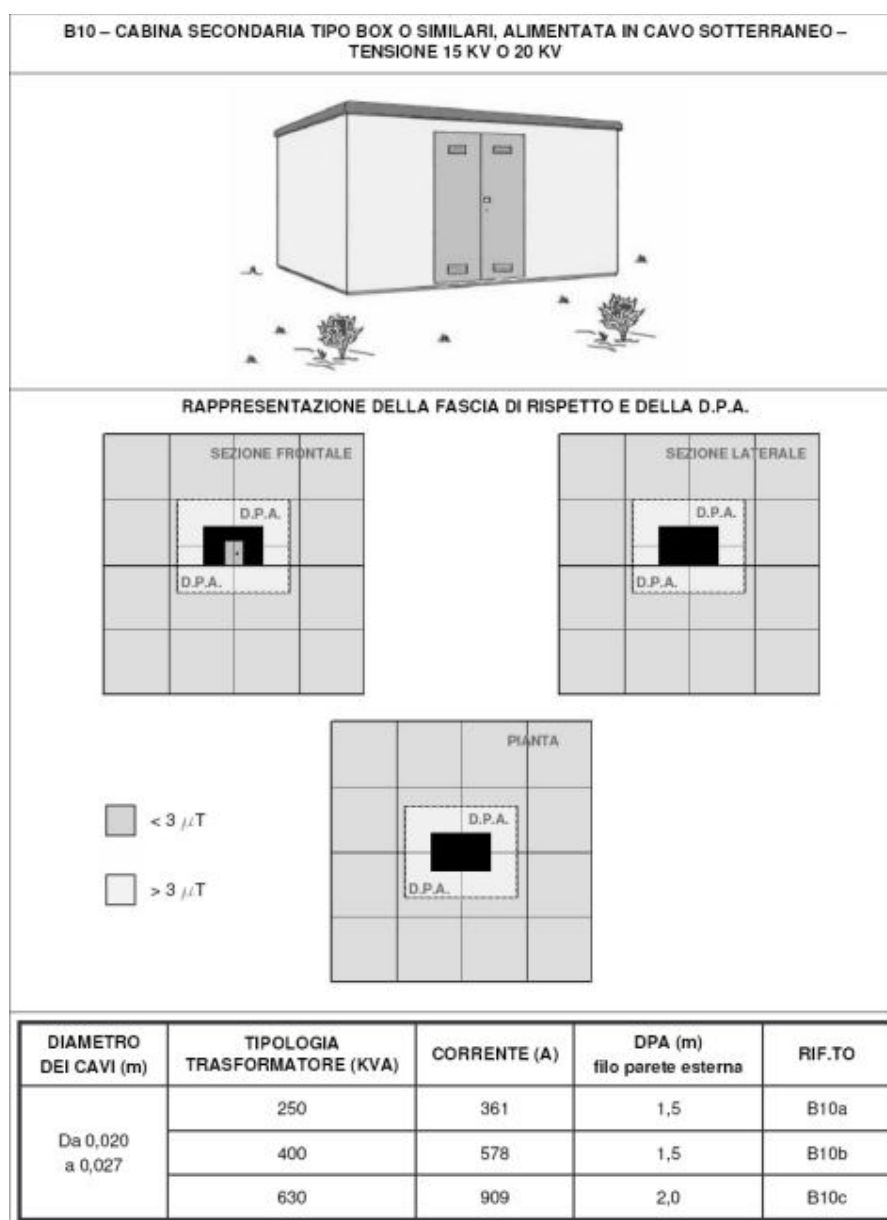 B10 – CABINA SECONDARIA TIPO BOX O SIMILARI, ALIMENTATA IN CAVO SOTTERRANEO –
TENSIONE 15 KV O 20 KV
RAPPRESENTAZIONE DELLA FASCIA DI RISPETTO E DELLA D.P.A.
SEZIONE FRONTALE
D.P.A.
D.P.A.
SEZIONE LATERALE
D.P.A.
D.P.A.
PIANTA
D.P.A.
D.P.A.
< 3 μT
> 3 μT
DIAMETRO
DEI CAVI (m)
TIPOLOGIA
TRASFORMATORE (KVA)
CORRENTE (A)
DPA (m)
filo parete esterna
RIF.TO
Da 0,020
a 0,027
250 361 1,5 B10a
400 578 1,5 B10b
630 909 2,0 B10c